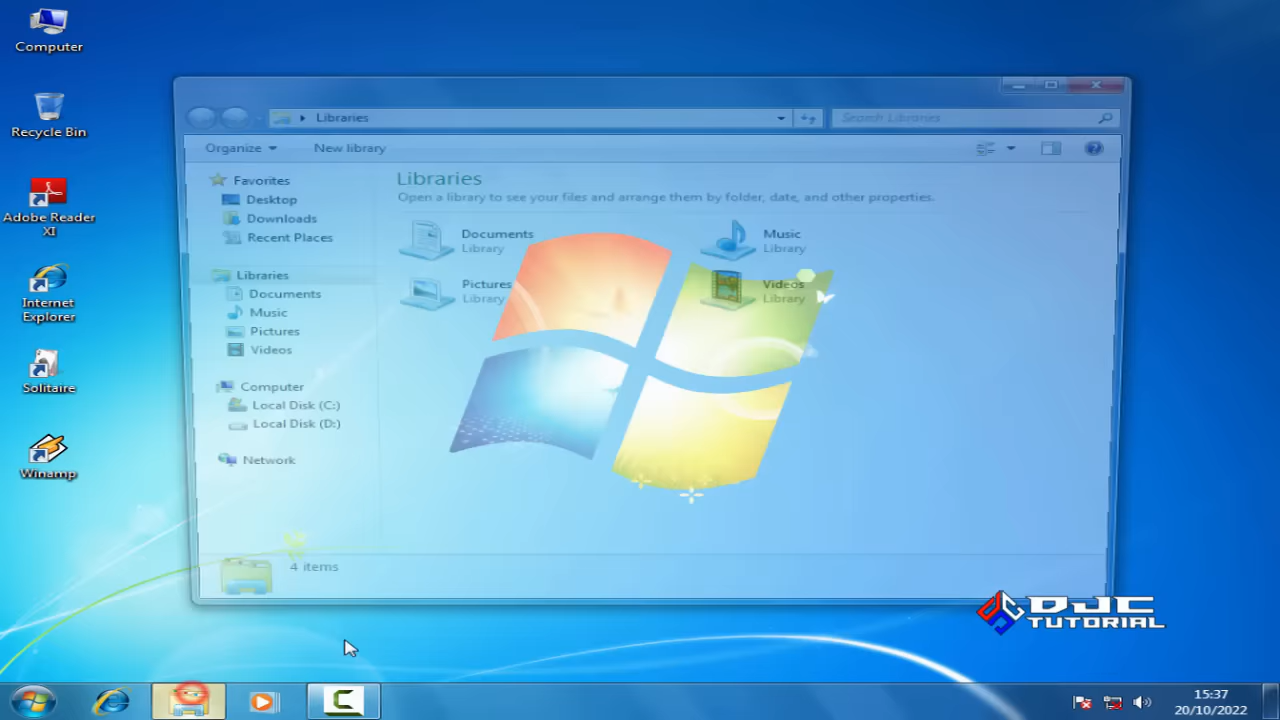 Computer
Recycle Bin
Adobe Reader
XI
Internet
Explorer
Solitaire
Winamp
Libraries
Search Libraries
Organize
New library
Favorites
Desktop
Downloads
Recent Places
Libraries
Documents
Music
Pictures
Videos
Computer
Local Disk (C:)
Local Disk (D:)
Network
Libraries
Open a library to see your files and arrange them by folder, date, and other properties.
Documents
Library
Music
Library
Pictures
Library
Videos
Library
4 items
DJC
TUTORIAL
15:37
20/10/2022